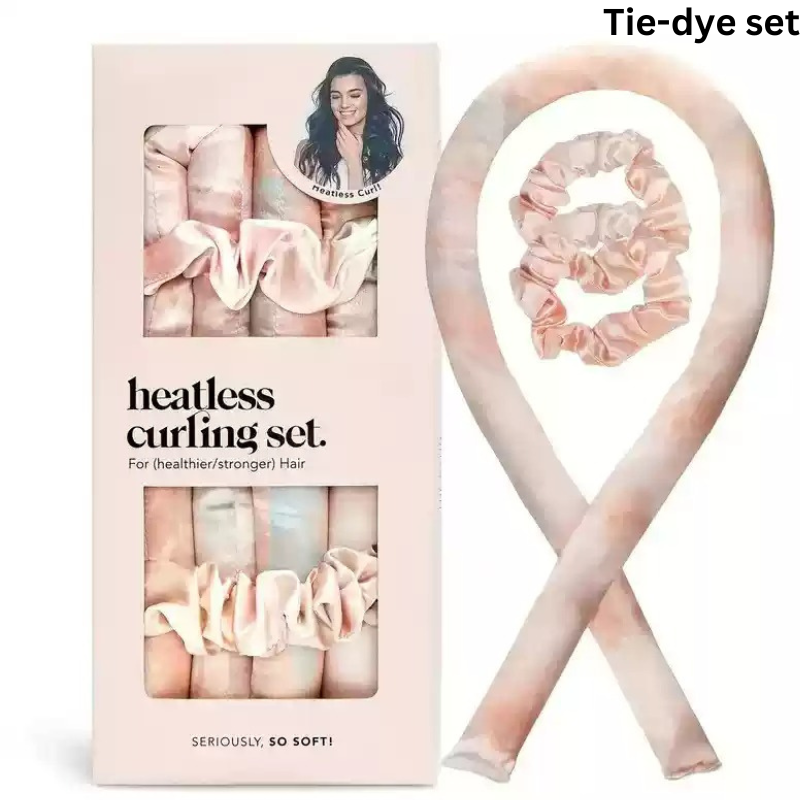 Tie-dye set
Heatless Curl!
heatless
curling set.
For (healthier/stronger) Hair
SERIOUSLY, SO SOFT!